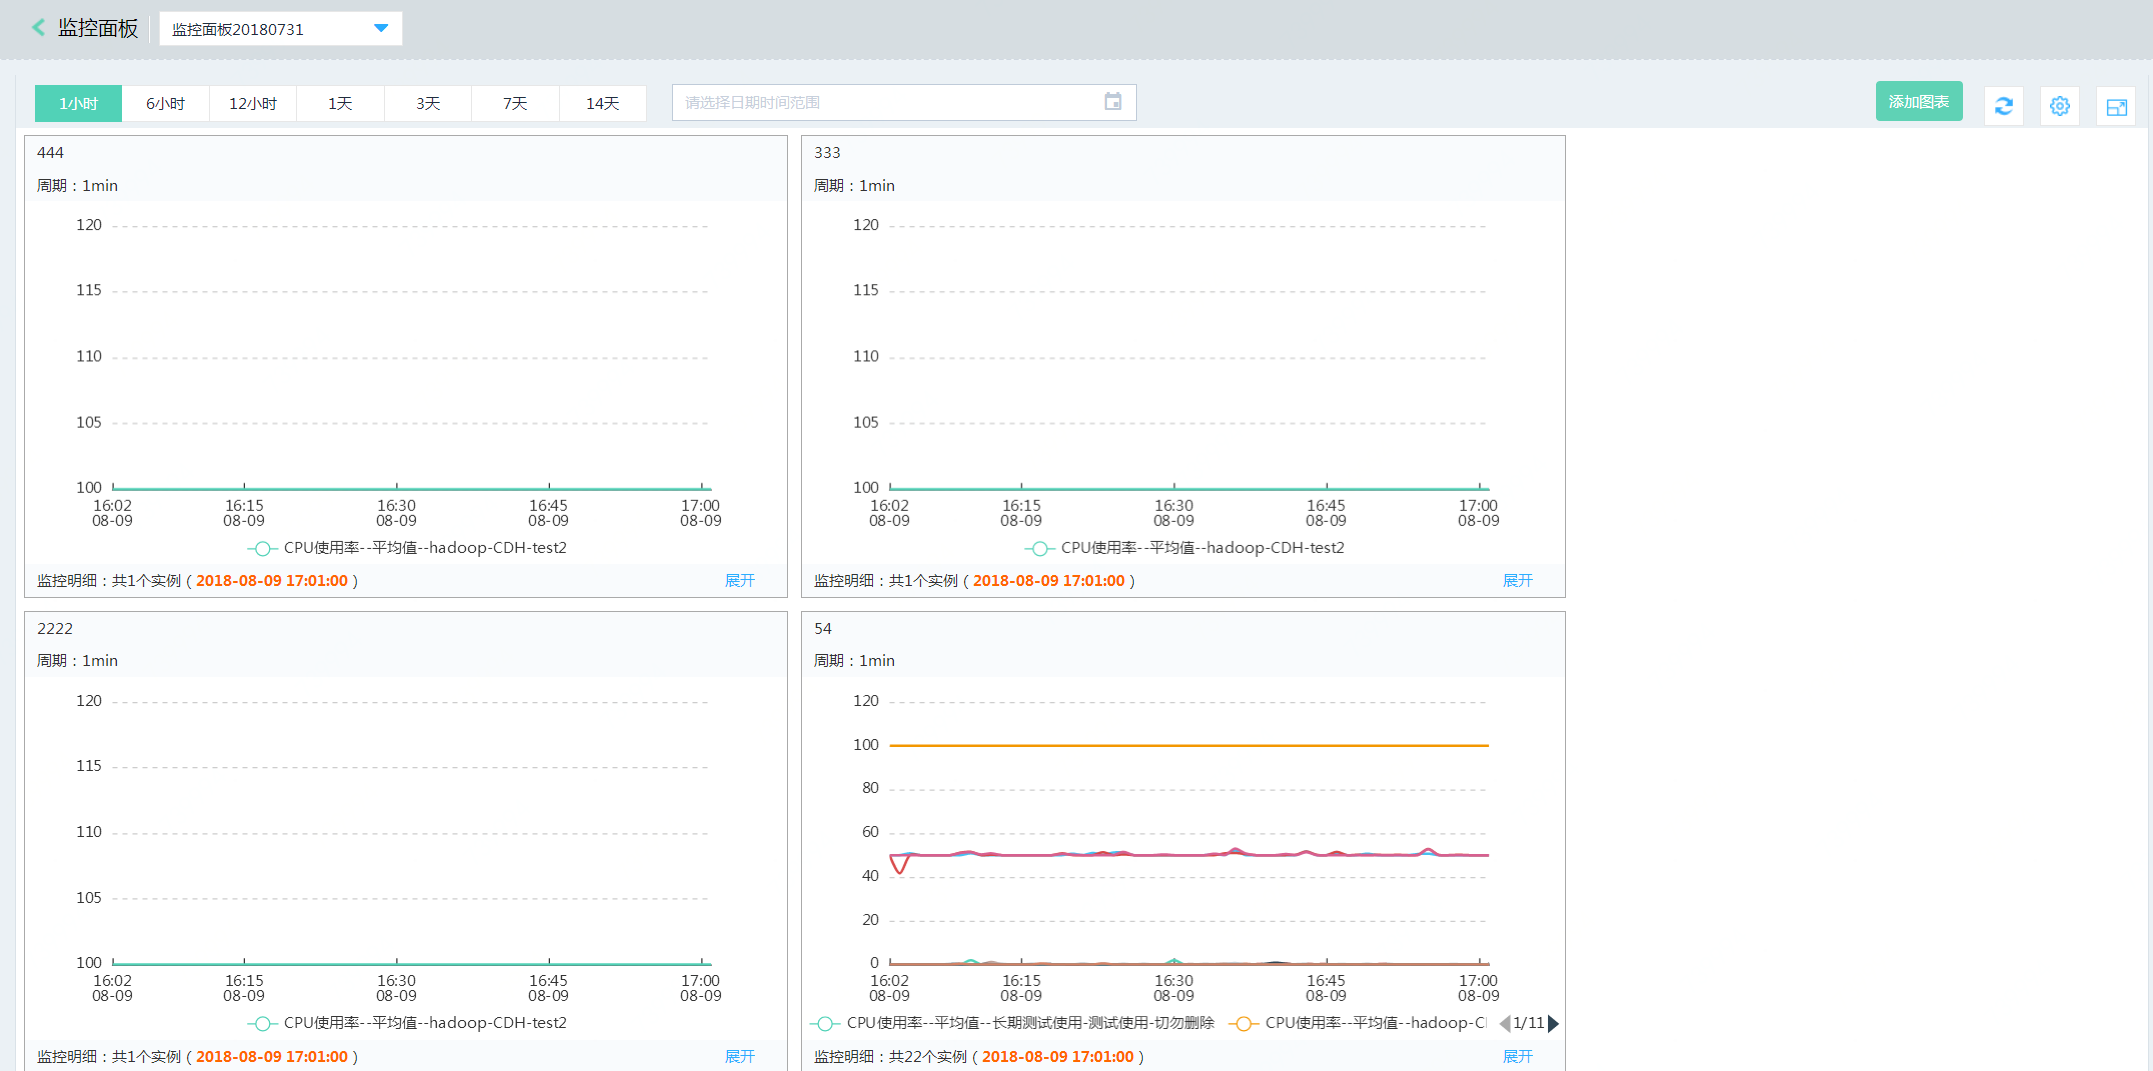 监控面板
监控面板20180731
1小时 6小时 12小时 1天 3天 7天 14天
请选择日期时间范围
添加图表
444
周期：1min
120
115
110
105
100
16:02 16:15 16:30 16:45 17:00
08-09 08-09 08-09 08-09 08-09
CPU使用率--平均值--hadoop-CDH-test2
监控明细：共1个实例 ( 2018-08-09 17:01:00 ) 展开
333
周期：1min
120
115
110
105
100
16:02 16:15 16:30 16:45 17:00
08-09 08-09 08-09 08-09 08-09
CPU使用率--平均值--hadoop-CDH-test2
监控明细：共1个实例 ( 2018-08-09 17:01:00 ) 展开
2222
周期：1min
120
115
110
105
100
16:02 16:15 16:30 16:45 17:00
08-09 08-09 08-09 08-09 08-09
CPU使用率--平均值--hadoop-CDH-test2
监控明细：共1个实例 ( 2018-08-09 17:01:00 ) 展开
54
周期：1min
120
100
80
60
40
20
0
16:02 16:15 16:30 16:45 17:00
08-09 08-09 08-09 08-09 08-09
CPU使用率--平均值--长期测试使用-测试使用-切勿删除 CPU使用率--平均值--hadoop-C 1/11
监控明细：共22个实例 ( 2018-08-09 17:01:00 ) 展开